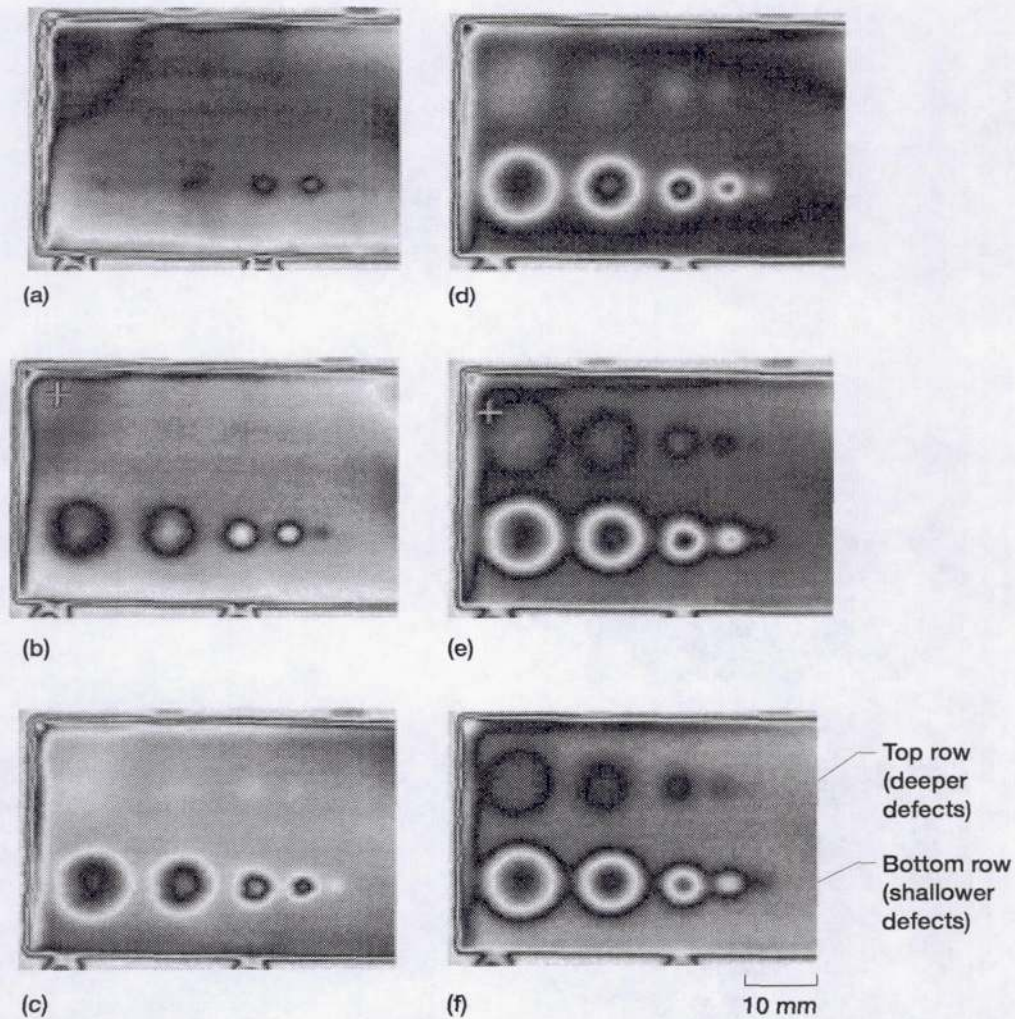 (a)
(d)
(b)
(e)
Top row
(deeper
defects)
Bottom row
(shallower
defects)
(c)
(f)
10 mm